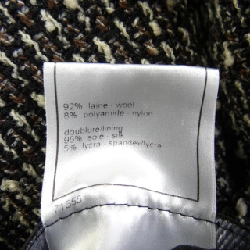 92% laine - wool
8% polyamide - nylon
doublure/lining
95% soie - silk
5% lycra - spandex/lycra